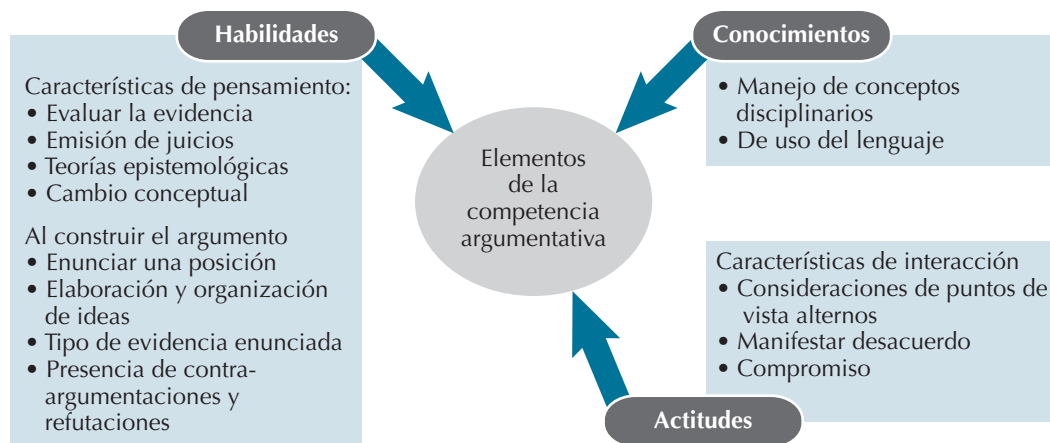 Habilidades
Características de pensamiento:
• Evaluar la evidencia
• Emisión de juicios
• Teorías epistemológicas
• Cambio conceptual
Al construir el argumento
• Enunciar una posición
• Elaboración y organización
de ideas
• Tipo de evidencia enunciada
• Presencia de contra-
argumentaciones y
refutaciones
Elementos
de la
competencia
argumentativa
Conocimientos
• Manejo de conceptos
disciplinarios
• De uso del lenguaje
Características de interacción
• Consideraciones de puntos de
vista alternos
• Manifestar desacuerdo
• Compromiso
Actitudes